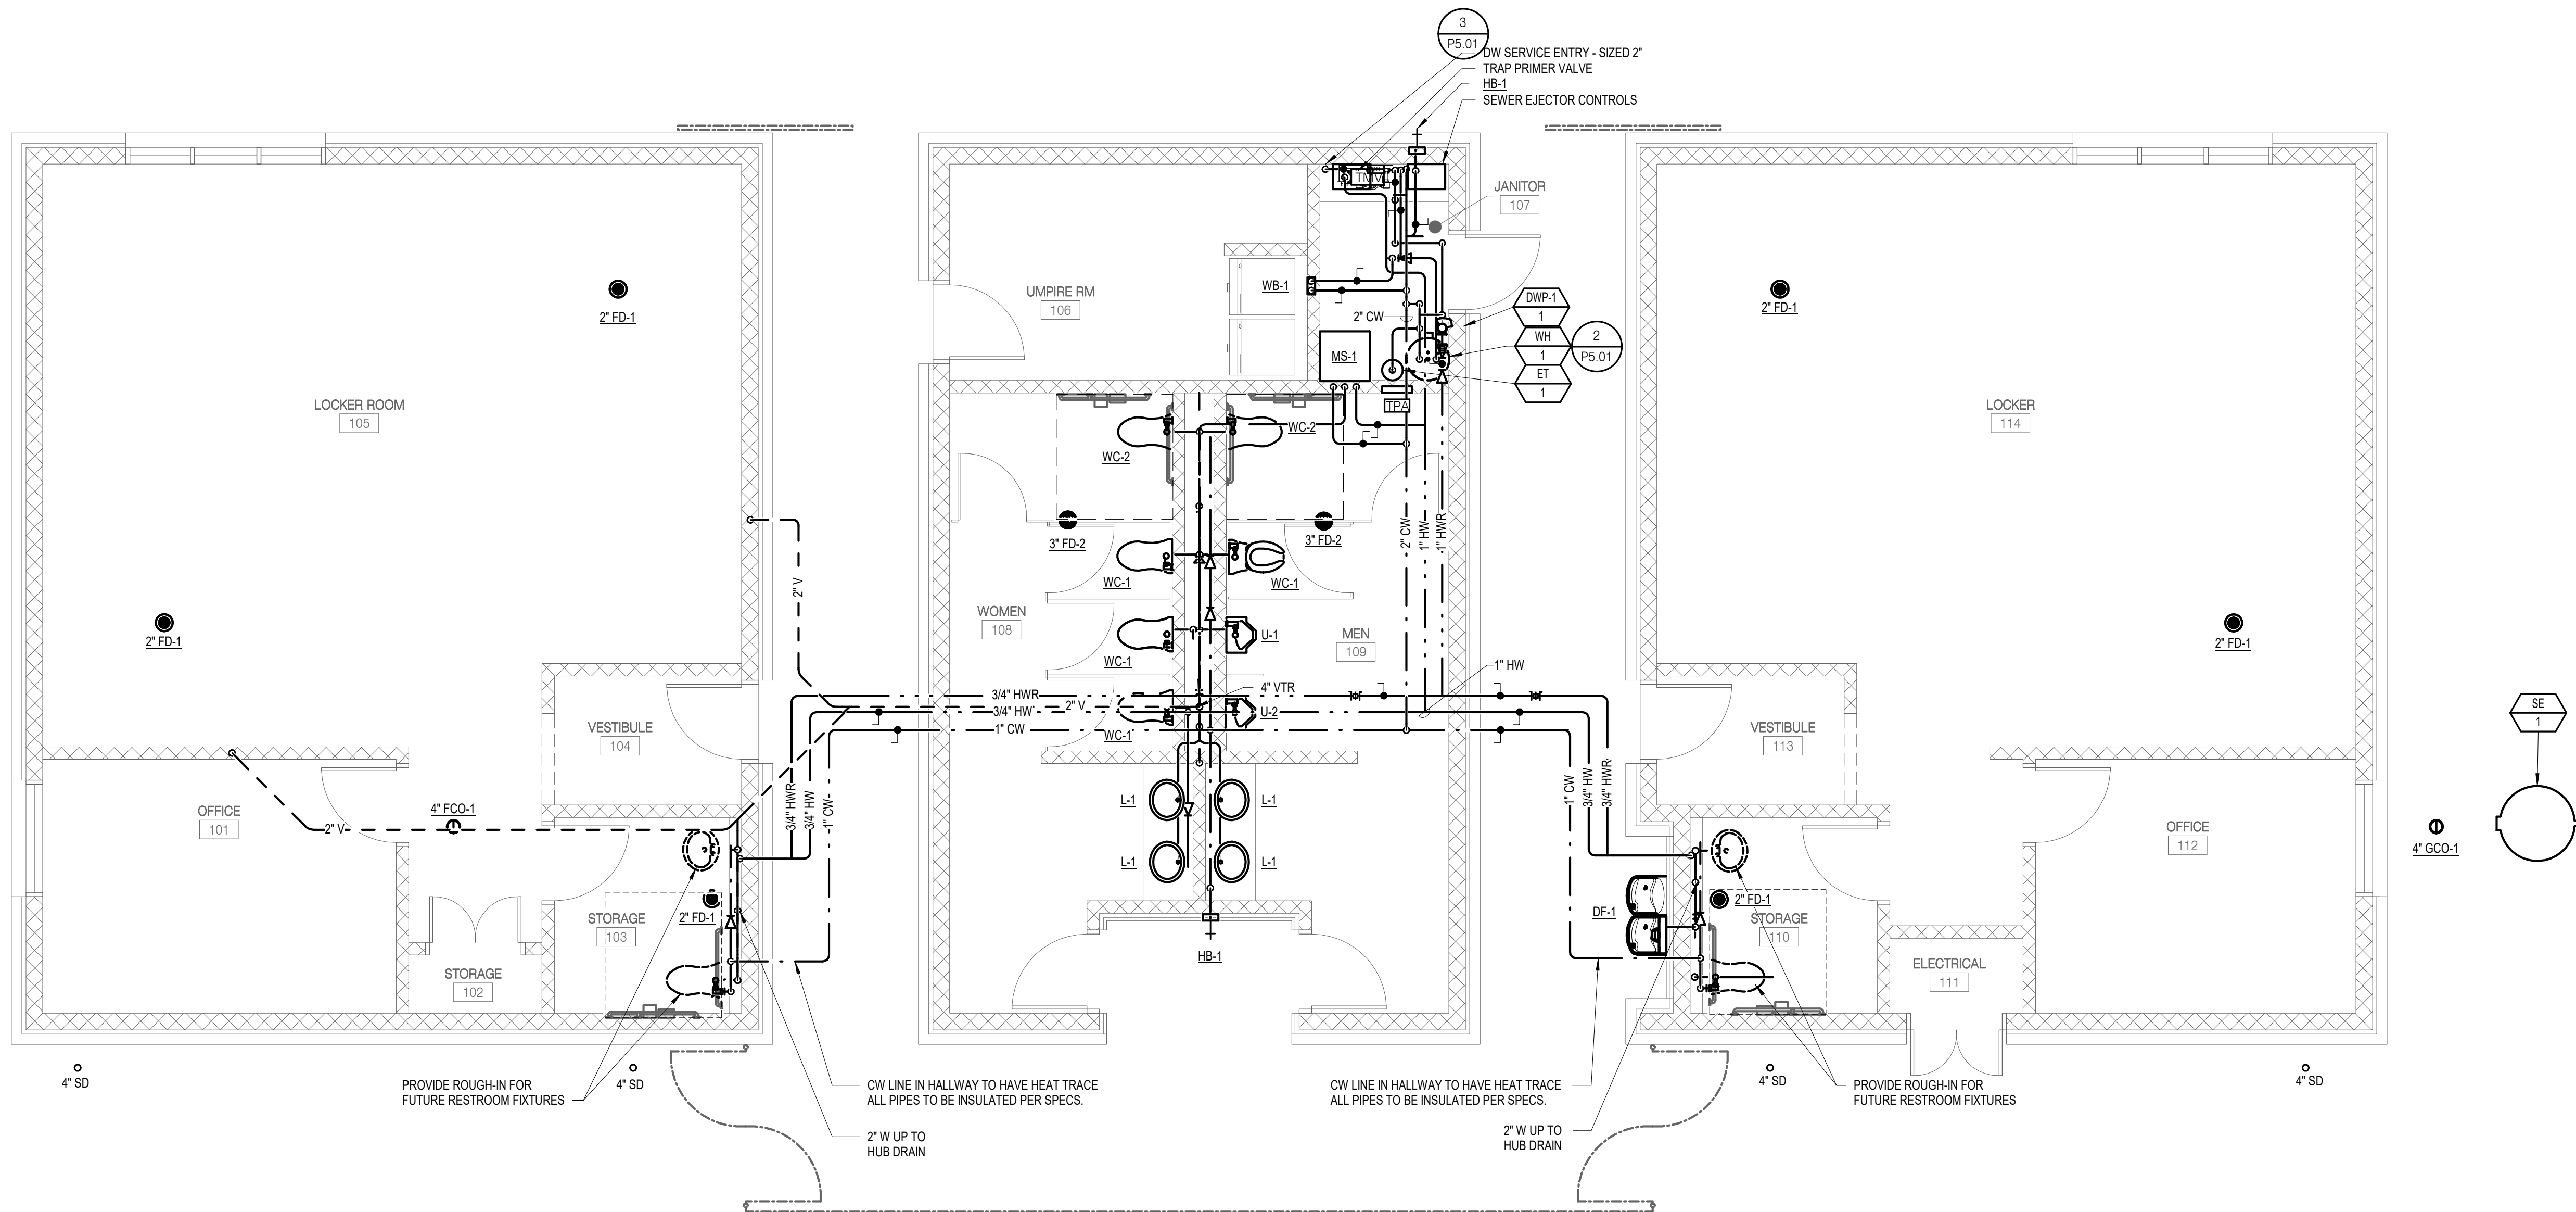 3
P5.01
DW SERVICE ENTRY - SIZED 2"
TRAP PRIMER VALVE
HB-1
SEWER EJECTOR CONTROLS
TMV
JANITOR
107
UMPIRE RM
106
WB-1
2" CW
MS-1
TPA
DWP-1
1
WH
1
ET
1
2
P5.01
2" FD-1
2" FD-1
LOCKER ROOM
105
2" FD-1
2" V
WC-2
WC-2
LOCKER
114
3" FD-2
3" FD-2
2" CW
1" HW
1" HWR
WC-1
WC-1
WOMEN
108
WC-1
U-1
MEN
109
2" FD-1
1" HW
4" VTR
3/4" HWR
3/4" HW
2" V
1" CW
U-2
WC-1
VESTIBULE
104
VESTIBULE
113
SE
1
OFFICE
101
4" FCO-1
2" V
3/4" HWR
3/4" HW
1" CW
L-1
L-1
L-1
L-1
1" CW
3/4" HW
3/4" HWR
OFFICE
112
4" GCO-1
2" FD-1
STORAGE
103
DF-1
2" FD-1
STORAGE
110
HB-1
STORAGE
102
ELECTRICAL
111
4" SD
4" SD
4" SD
4" SD
PROVIDE ROUGH-IN FOR
FUTURE RESTROOM FIXTURES
CW LINE IN HALLWAY TO HAVE HEAT TRACE
ALL PIPES TO BE INSULATED PER SPECS.
CW LINE IN HALLWAY TO HAVE HEAT TRACE
ALL PIPES TO BE INSULATED PER SPECS.
PROVIDE ROUGH-IN FOR
FUTURE RESTROOM FIXTURES
2" W UP TO
HUB DRAIN
2" W UP TO
HUB DRAIN